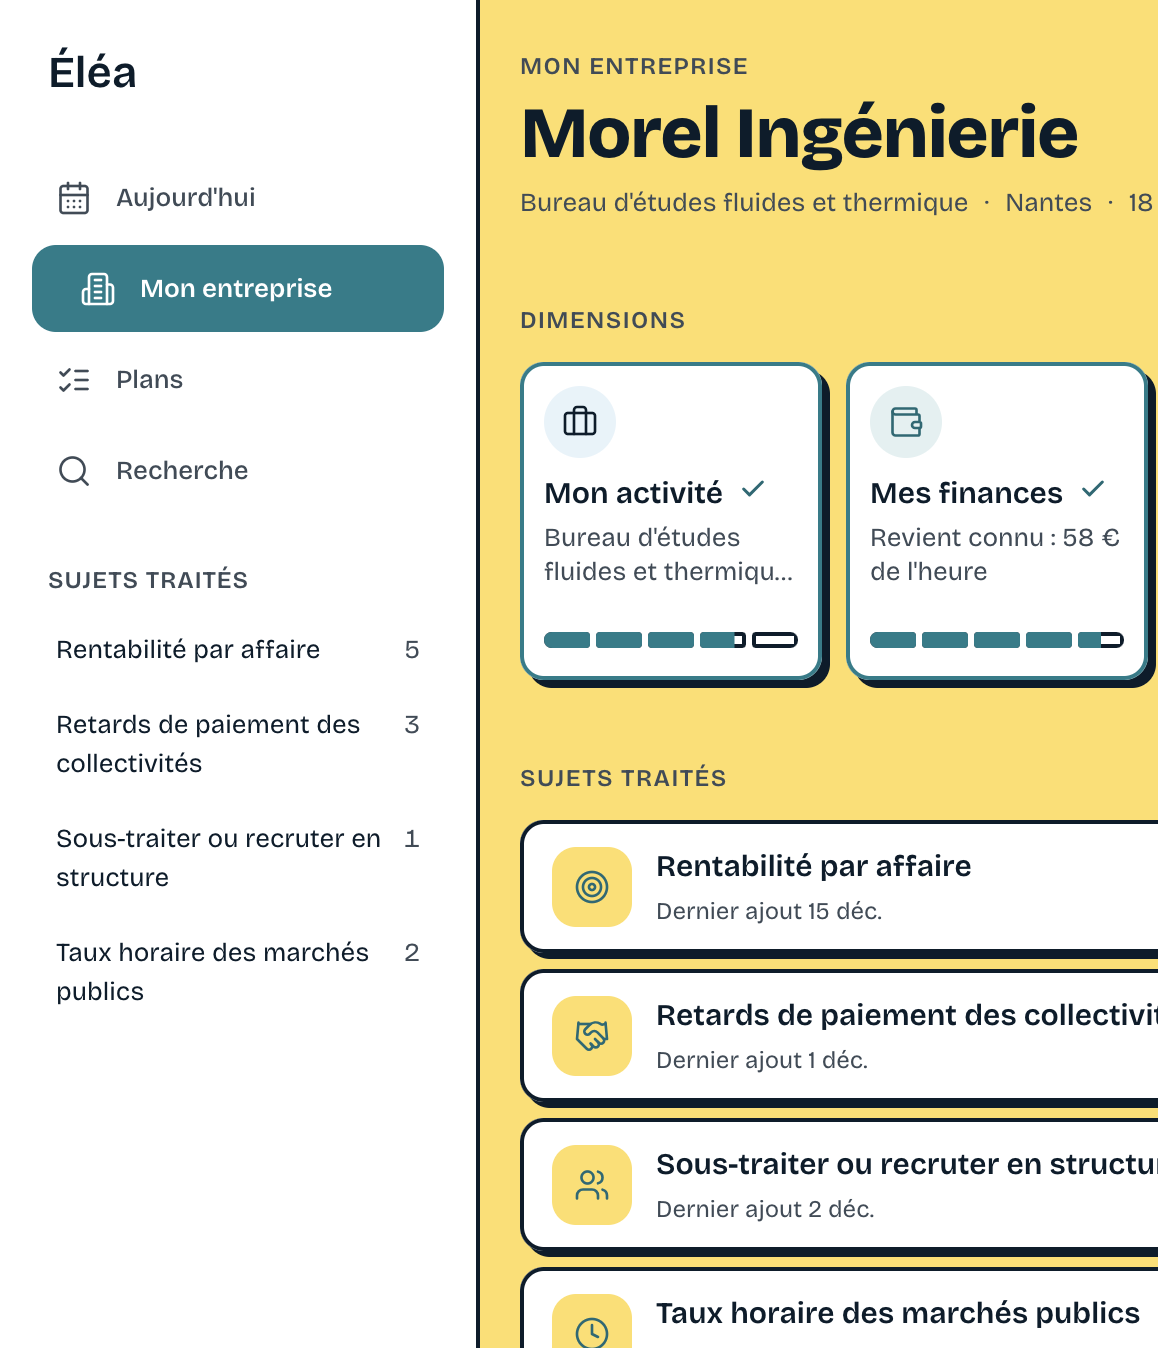 Éléa
Aujourd'hui
Mon entreprise
Plans
Recherche
SUJETS TRAITÉS
Rentabilité par affaire 5
Retards de paiement des 3
collectivités
Sous-traiter ou recruter en 1
structure
Taux horaire des marchés 2
publics
MON ENTREPRISE
Morel Ingénierie
Bureau d'études fluides et thermique · Nantes · 18
DIMENSIONS
Mon activité
Bureau d'études
fluides et thermiqu...
Mes finances
Revient connu : 58 €
de l'heure
SUJETS TRAITÉS
Rentabilité par affaire
Dernier ajout 15 déc.
Retards de paiement des
Dernier ajout 1 déc.
Sous-traiter ou recruter en
Dernier ajout 2 déc.
Taux horaire des marchés publics